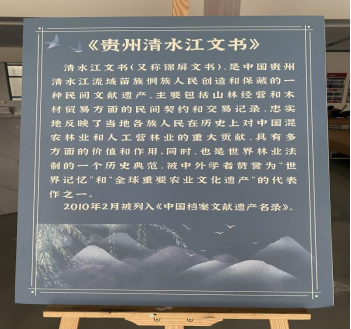 《贵州清水江文书》
清水江文书(又称锦屏文书),是中国贵州
清水江流域苗族侗族人民创造和保藏的一
种民间文献遗产,主要包括山林经营和木
材贸易方面的民间契约和交易记录,忠实
地反映了当地各族人民在历史上对中国混
农林业和人工营林业的重大贡献,具有多
方面的价值和作用,同时,也是世界林业法
制的一个历史典范,被中外学者赞誉为“世
界记忆”和“全球重要农业文化遗产”的代表
作之一。
2010年2月被列入《中国档案文献遗产名录》。